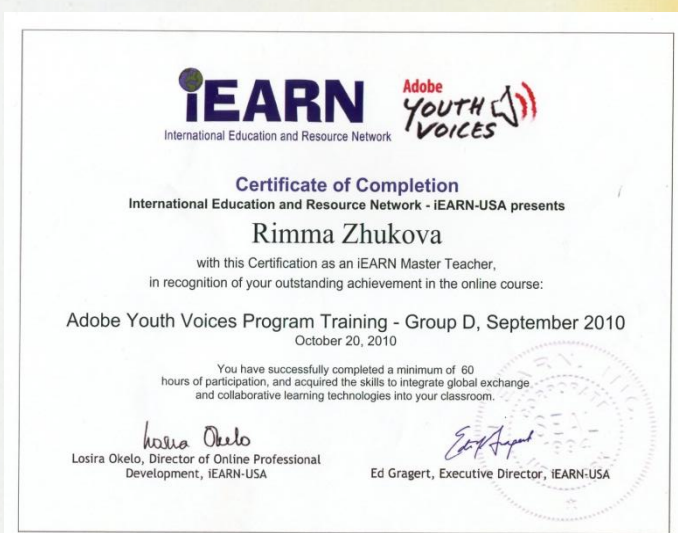 iEARN
International Education and Resource Network
Adobe
YOUTH
VOICES
Certificate of Completion
International Education and Resource Network - iEARN-USA presents
Rimma Zhukova
with this Certification as an iEARN Master Teacher,
in recognition of your outstanding achievement in the online course:
Adobe Youth Voices Program Training - Group D, September 2010
October 20, 2010
You have successfully completed a minimum of 60
hours of participation, and acquired the skills to integrate global exchange
and collaborative learning technologies into your classroom.
Losira Okelo
Losira Okelo, Director of Online Professional
Development, iEARN-USA
Ed Gragert, Executive Director, iEARN-USA